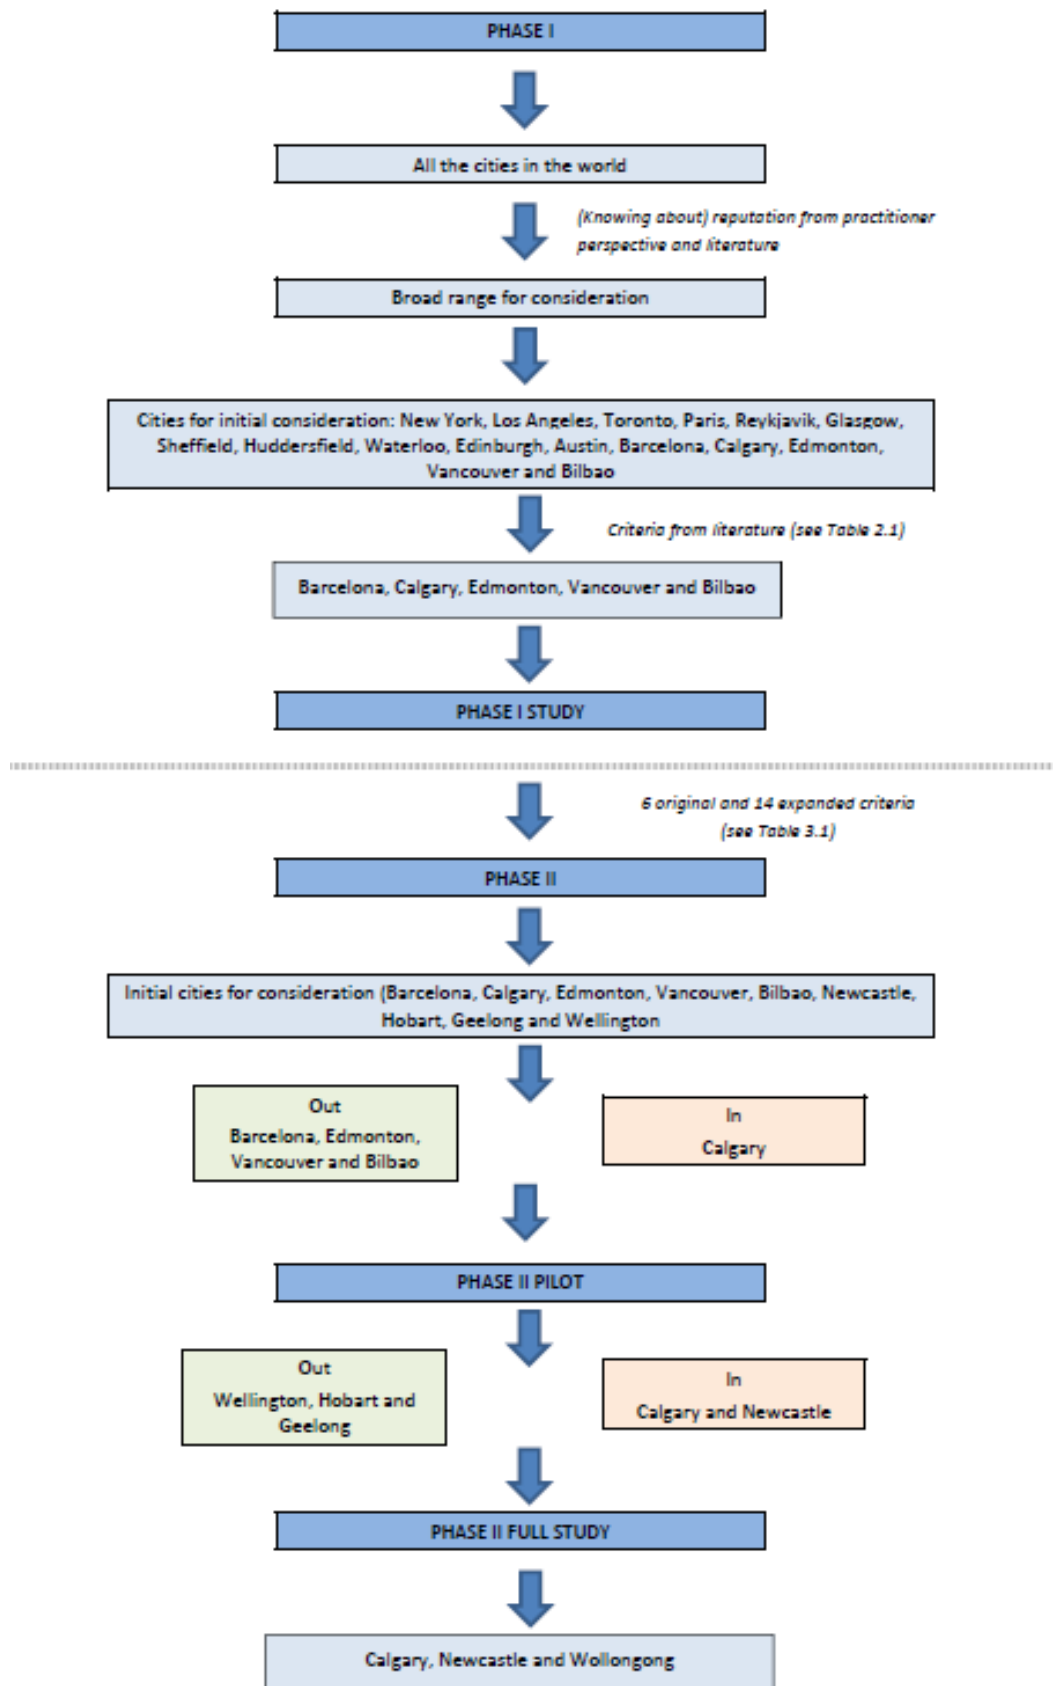 PHASE I
All the cities in the world
(Knowing about) reputation from practitioner
perspective and literature
Broad range for consideration
Cities for initial consideration: New York, Los Angeles, Toronto, Paris, Reykjavik, Glasgow,
Sheffield, Huddersfield, Waterloo, Edinburgh, Austin, Barcelona, Calgary, Edmonton,
Vancouver and Bilbao
Criteria from literature (see Table 2.1)
Barcelona, Calgary, Edmonton, Vancouver and Bilbao
PHASE I STUDY
6 original and 14 expanded criteria
(see Table 3.1)
PHASE II
Initial cities for consideration (Barcelona, Calgary, Edmonton, Vancouver, Bilbao, Newcastle,
Hobart, Geelong and Wellington
Out
Barcelona, Edmonton,
Vancouver and Bilbao
In
Calgary
PHASE II PILOT
Out
Wellington, Hobart and
Geelong
In
Calgary and Newcastle
PHASE II FULL STUDY
Calgary, Newcastle and Wollongong